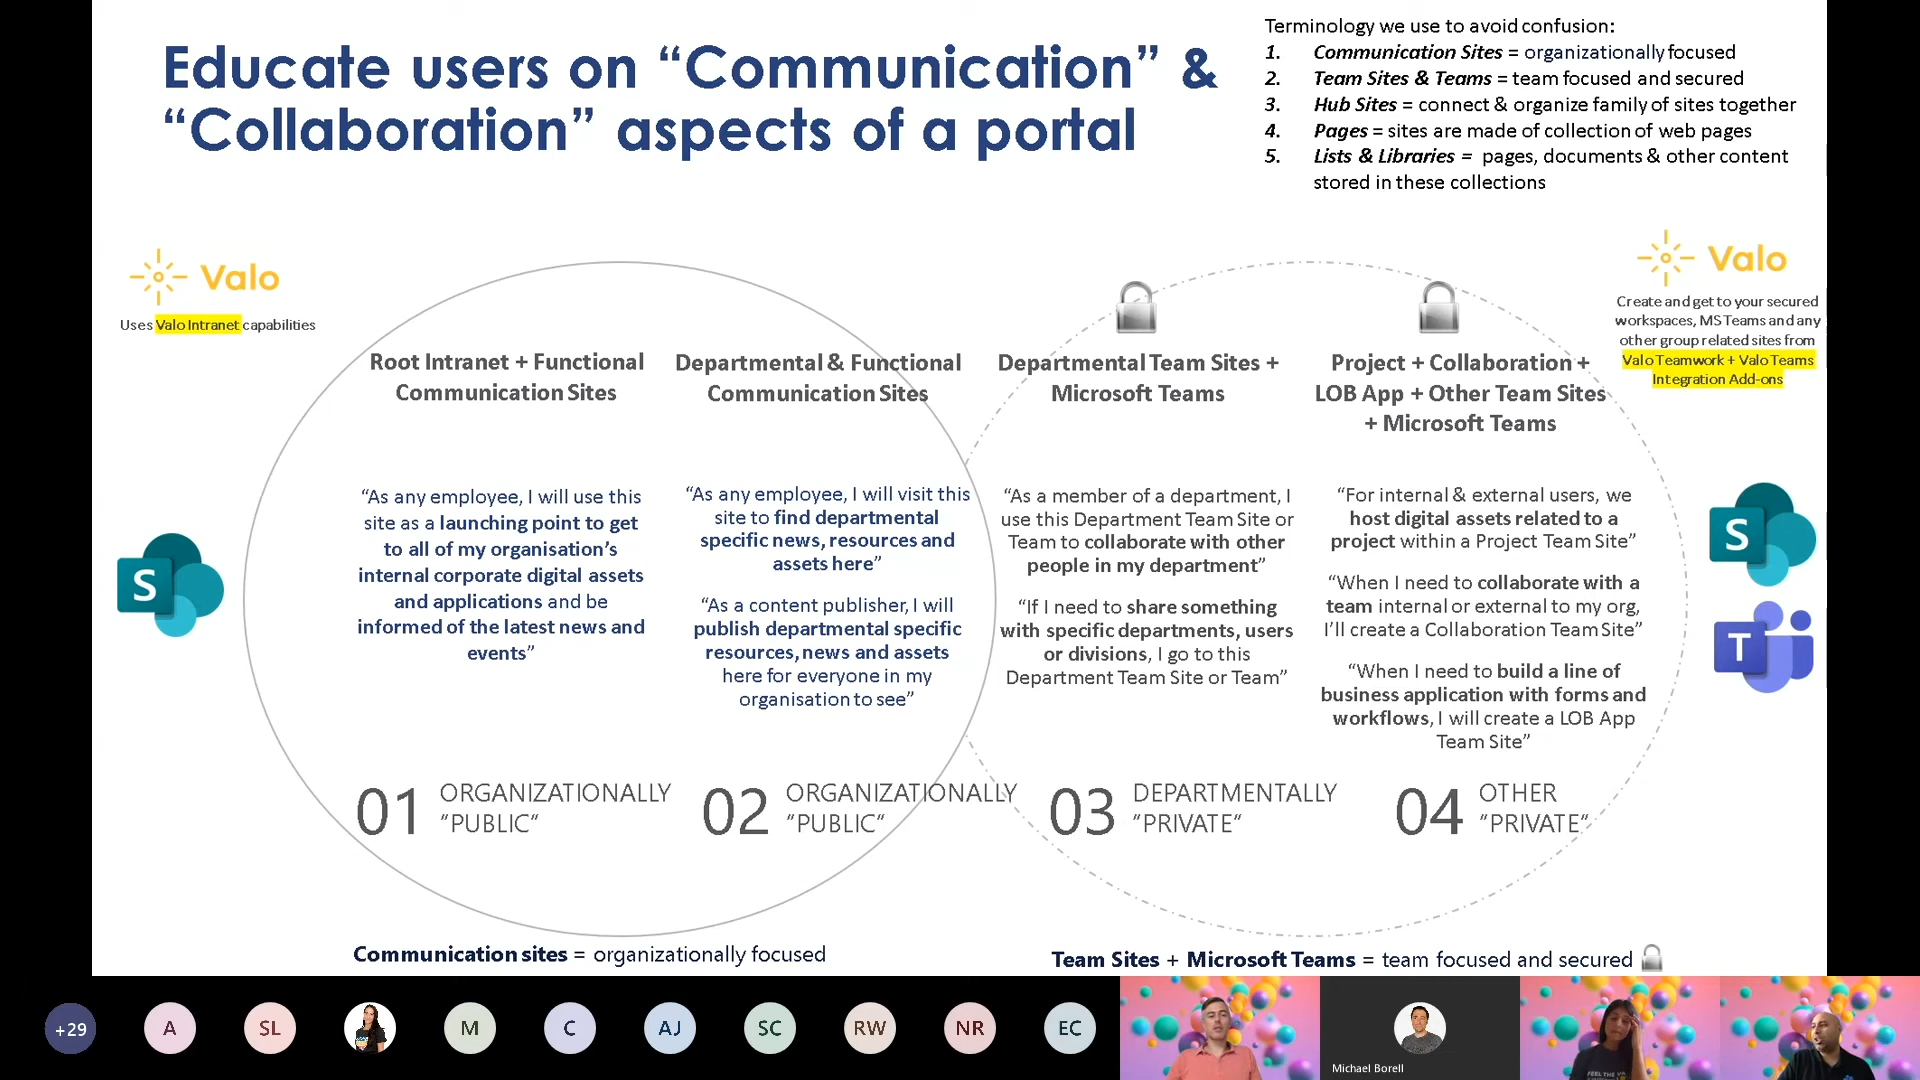 Educate users on “Communication” &
“Collaboration” aspects of a portal
Terminology we use to avoid confusion:
1. Communication Sites = organizationally focused
2. Team Sites & Teams = team focused and secured
3. Hub Sites = connect & organize family of sites together
4. Pages = sites are made of collection of web pages
5. Lists & Libraries = pages, documents & other content
stored in these collections
Valo
Uses Valo Intranet capabilities
Valo
Create and get to your secured
workspaces, MS Teams and any
other group related sites from
Valo Teamwork + Valo Teams
Integration Add-ons
Root Intranet + Functional
Communication Sites
“As any employee, I will use this
site as a launching point to get
to all of my organisation’s
internal corporate digital assets
and applications and be
informed of the latest news and
events”
01 ORGANIZATIONALLY
“PUBLIC“
Departmental & Functional
Communication Sites
“As any employee, I will visit this
site to find departmental
specific news, resources and
assets here”
“As a content publisher, I will
publish departmental specific
resources, news and assets
here for everyone in my
organisation to see”
02 ORGANIZATIONALLY
“PUBLIC“
Departmental Team Sites +
Microsoft Teams
“As a member of a department, I
use this Department Team Site or
Team to collaborate with other
people in my department”
“If I need to share something
with specific departments, users
or divisions, I go to this
Department Team Site or Team”
03 DEPARTMENTALLY
“PRIVATE“
Project + Collaboration +
LOB App + Other Team Sites
+ Microsoft Teams
“For internal & external users, we
host digital assets related to a
project within a Project Team Site”
“When I need to collaborate with a
team internal or external to my org,
I’ll create a Collaboration Team Site”
“When I need to build a line of
business application with forms and
workflows, I will create a LOB App
Team Site”
04 OTHER
“PRIVATE“
S
S
T
Communication sites = organizationally focused
Team Sites + Microsoft Teams = team focused and secured
+29
A
SL
M
C
AJ
SC
RW
NR
EC
Michael Borell